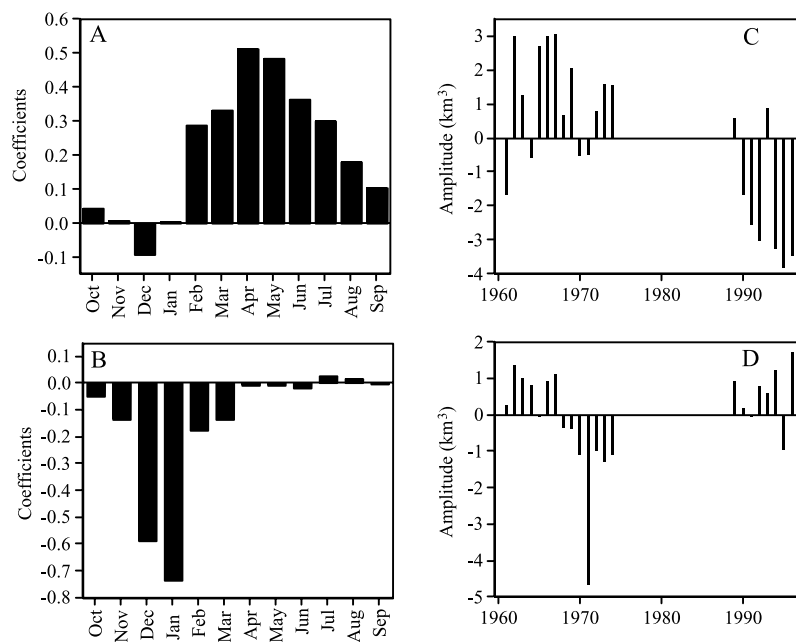 A
Coefficients
0.6
0.5
0.4
0.3
0.2
0.1
0.0
-0.1
Oct
Nov
Dec
Jan
Feb
Mar
Apr
May
Jun
Jul
Aug
Sep
C
Amplitude (km³)
3
2
1
0
-1
-2
-3
-4
1960
1970
1980
1990
B
Coefficients
0.1
0.0
-0.1
-0.2
-0.3
-0.4
-0.5
-0.6
-0.7
-0.8
Oct
Nov
Dec
Jan
Feb
Mar
Apr
May
Jun
Jul
Aug
Sep
D
Amplitude (km³)
2
1
0
-1
-2
-3
-4
-5
1960
1970
1980
1990